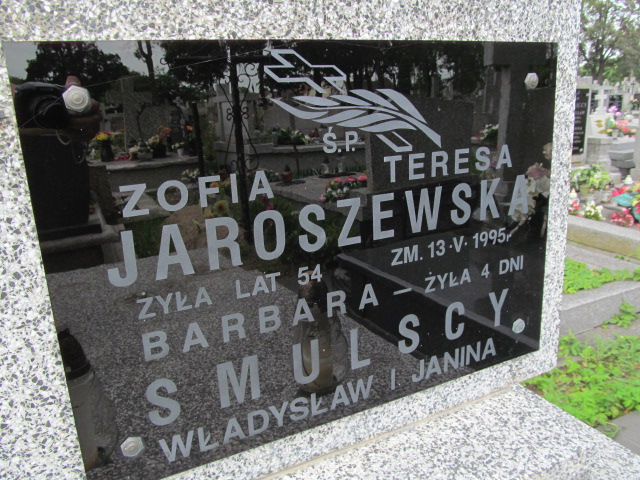 Ś.P.
ZOFIA TERESA
JAROSZEWSKA
ŻYŁA LAT 54 ZM. 13·V·1995r.
BARBARA – ŻYŁA 4 DNI
SMULSCY
WŁADYSŁAW I JANINA